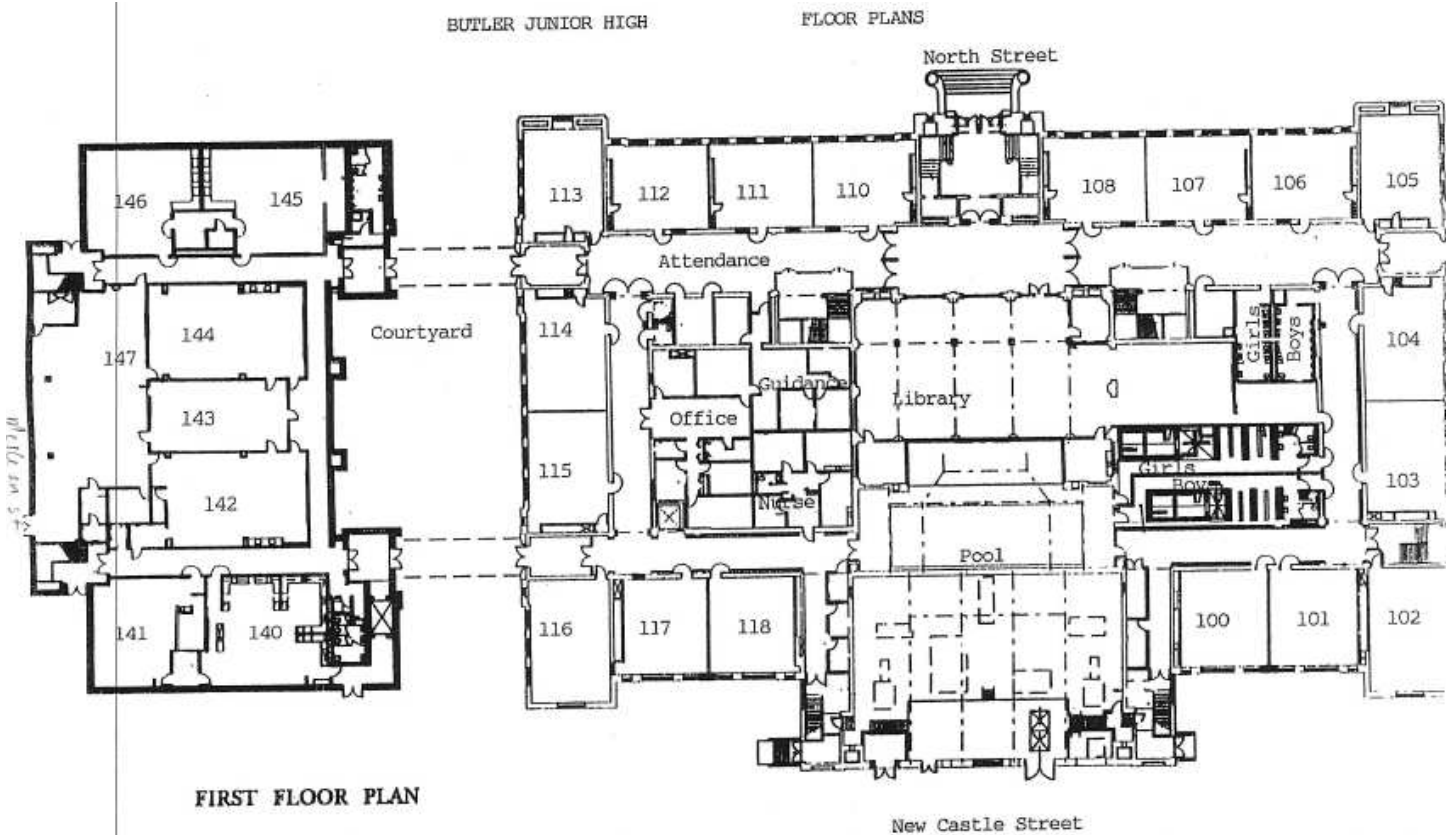 BUTLER JUNIOR HIGH FLOOR PLANS
North Street
146
145
113
112
111
110
108
107
106
105
Attendance
144
147
Courtyard
114
Girls
Boys
104
Guidance
143
Office
Library
115
142
Nurse
Girls
Boy
103
Pool
141
140
116
117
118
100
101
102
FIRST FLOOR PLAN
New Castle Street